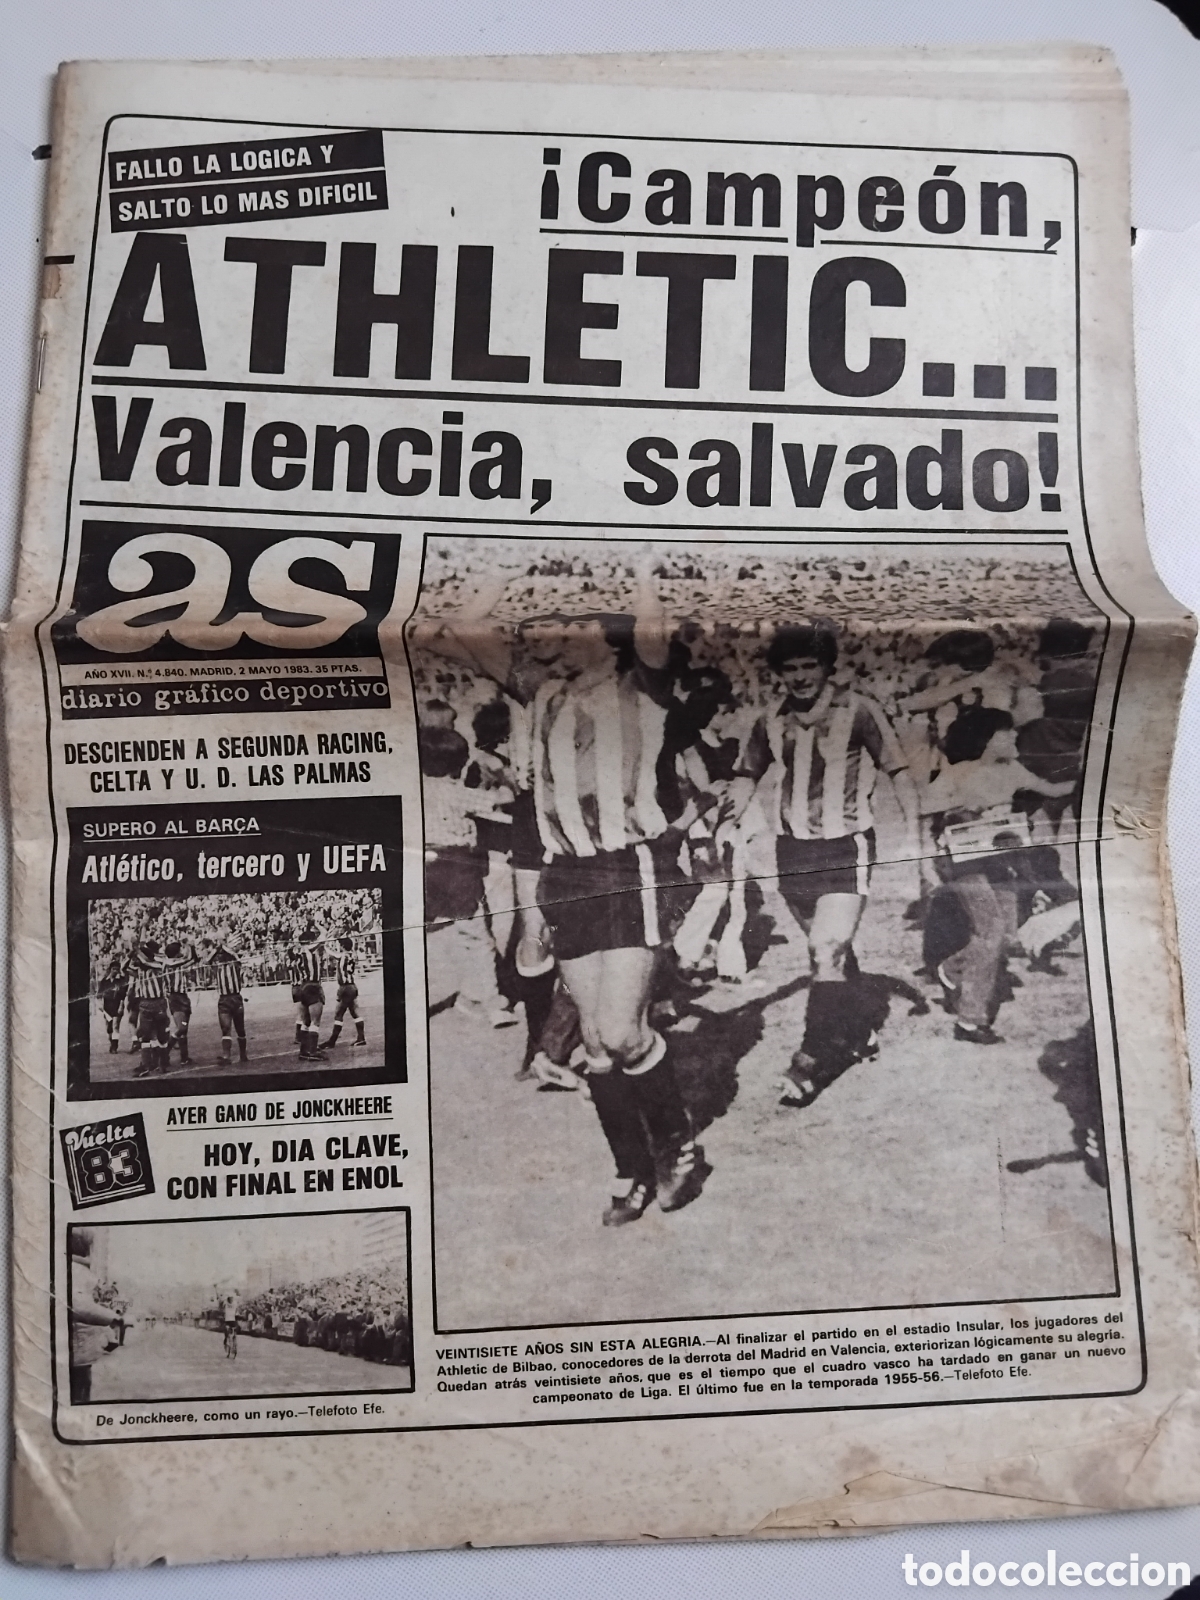 FALLO LA LOGICA Y
SALTO LO MAS DIFICIL
¡Campeón,
ATHLETIC...
Valencia, salvado!
as
AÑO XVII. N.º 4.840. MADRID, 2 MAYO 1983. 35 PTAS.
diario gráfico deportivo
DESCIENDEN A SEGUNDA RACING,
CELTA Y U. D. LAS PALMAS
SUPERO AL BARÇA
Atlético, tercero y UEFA
Vuelta
83
AYER GANO DE JONCKHEERE
HOY, DIA CLAVE,
CON FINAL EN ENOL
De Jonckheere, como un rayo.—Telefoto Efe.
VEINTISIETE AÑOS SIN ESTA ALEGRIA.—Al finalizar el partido en el estadio Insular, los jugadores del
Athletic de Bilbao, conocedores de la derrota del Madrid en Valencia, exteriorizan lógicamente su alegría.
Quedan atrás veintisiete años, que es el tiempo que el cuadro vasco ha tardado en ganar un nuevo
campeonato de Liga. El último fue en la temporada 1955-56.—Telefoto Efe.
todocoleccion